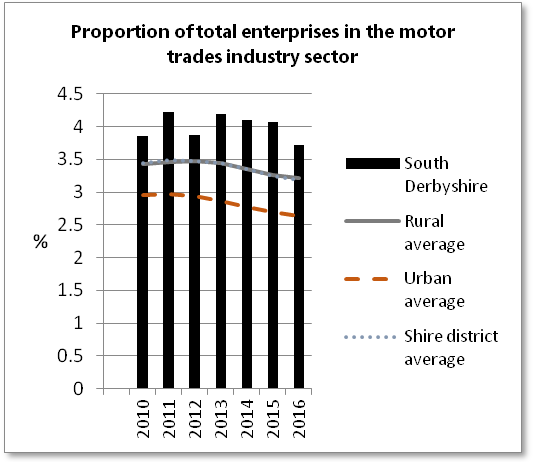 Proportion of total enterprises in the motor
trades industry sector
4.5
4
3.5
3
2.5
2
1.5
1
0.5
0
%
2010
2011
2012
2013
2014
2015
2016
South
Derbyshire
Rural
average
Urban
average
Shire district
average